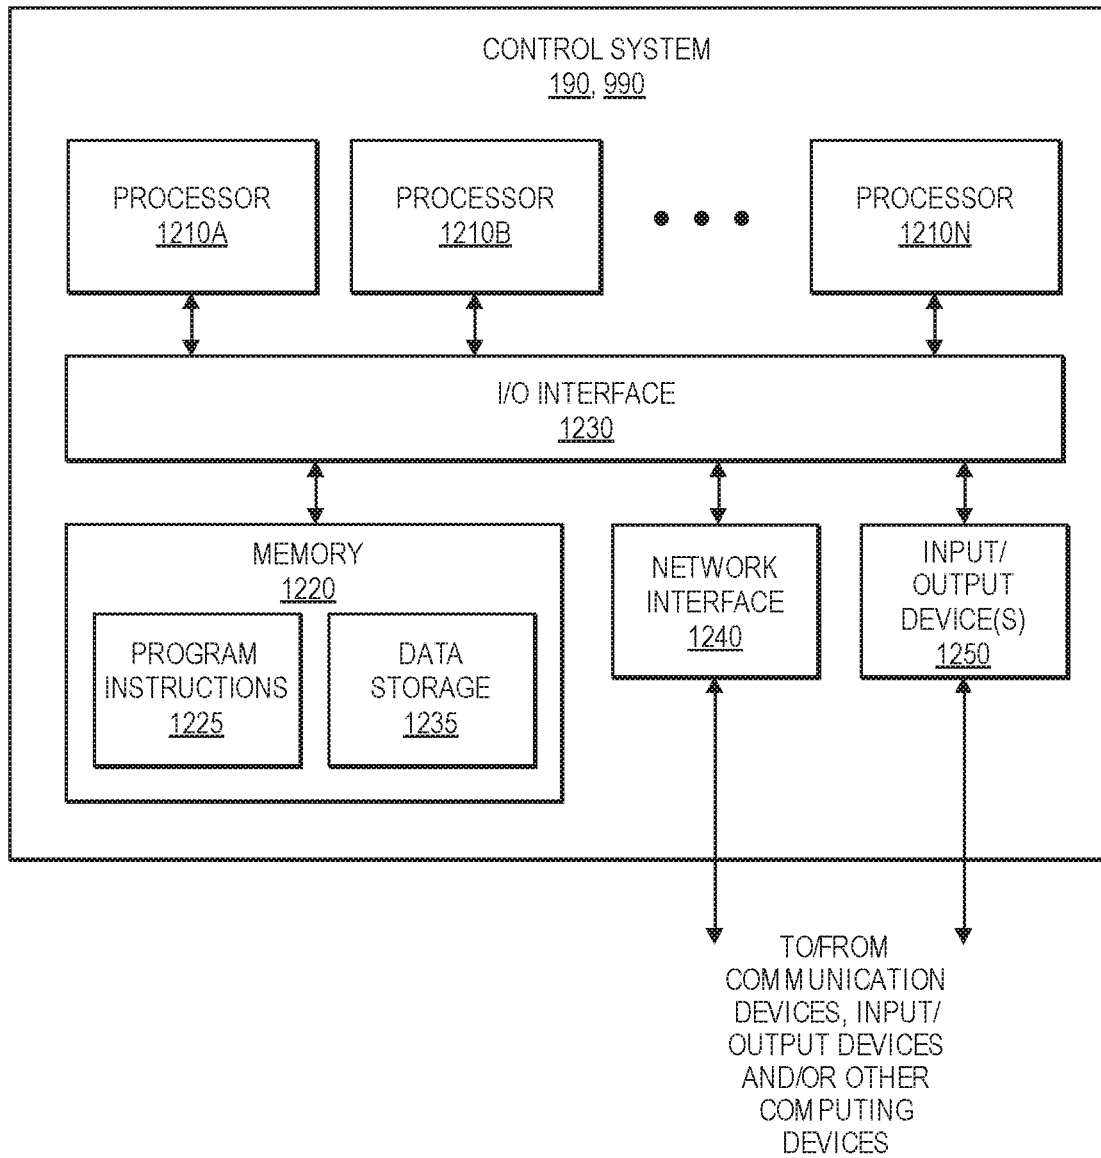 CONTROL SYSTEM
190, 990
PROCESSOR
1210A
PROCESSOR
1210B
PROCESSOR
1210N
I/O INTERFACE
1230
MEMORY
1220
PROGRAM
INSTRUCTIONS
1225
DATA
STORAGE
1235
NETWORK
INTERFACE
1240
INPUT/
OUTPUT
DEVICE(S)
1250
TO/FROM
COMMUNICATION
DEVICES, INPUT/
OUTPUT DEVICES
AND/OR OTHER
COMPUTING
DEVICES